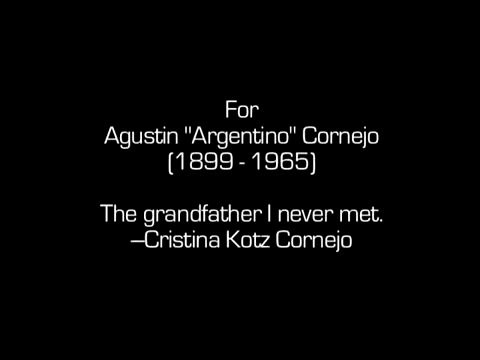 For
Agustin "Argentino" Cornejo
(1899 - 1965)
The grandfather I never met.
—Cristina Kotz Cornejo